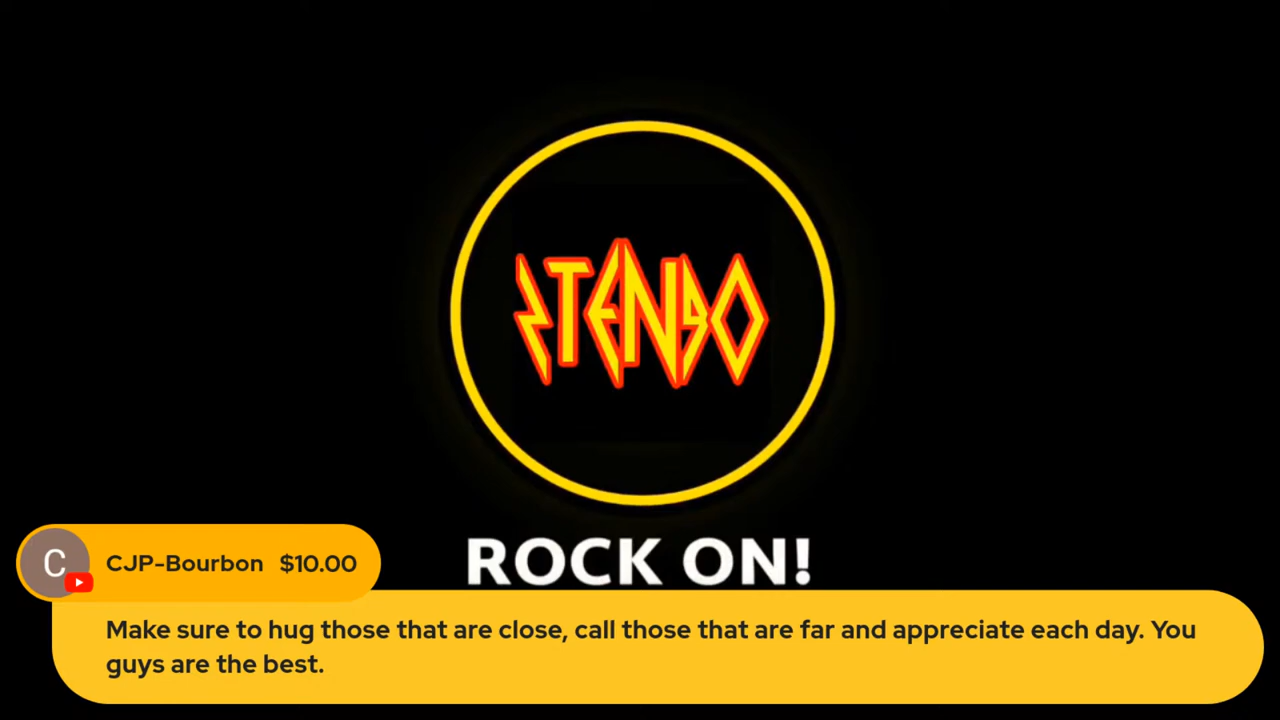 STENBO
ROCK ON!
C
CJP-Bourbon $10.00
Make sure to hug those that are close, call those that are far and appreciate each day. You
guys are the best.